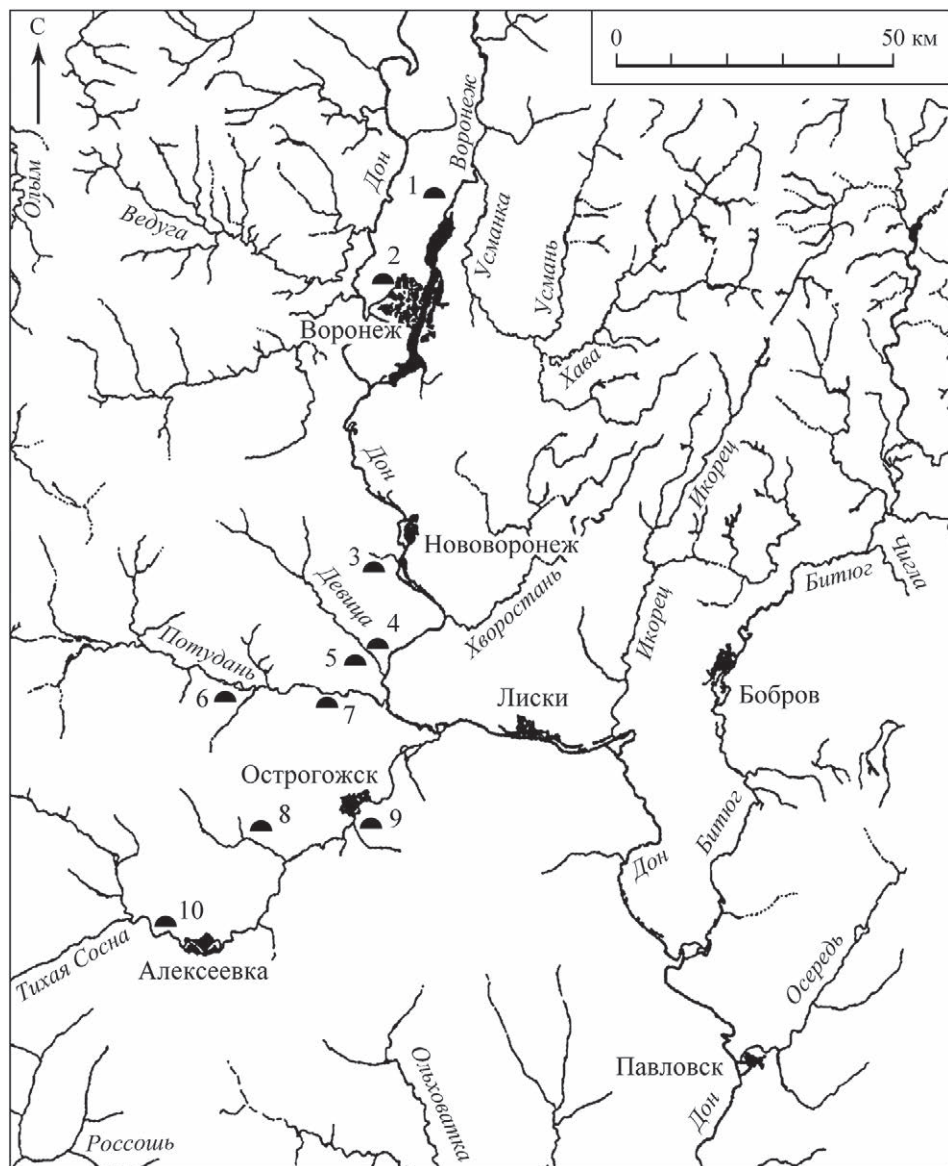 С
0 50 км
Олым
Ведуга
Дон
Воронеж
1
Усманка
Усмань
2
Воронеж
Хава
Дон
Икорец
Нововоронеж
3
Девица
Хворостань
Битюг
Чигла
4
Икорец
5
Потудань
6
7
Лиски
Бобров
Острогожск
8
9
Дон
Битюг
10
Тихая Сосна
Алексеевка
Осередь
Павловск
Ольховатка
Дон
Россошь